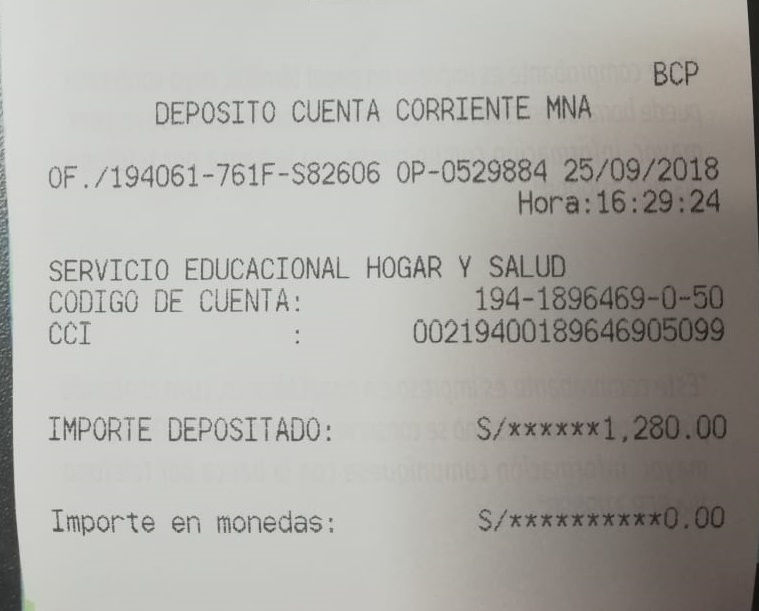 BCP
DEPOSITO CUENTA CORRIENTE MNA
OF./194061-761F-S82606 OP-0529884 25/09/2018
Hora:16:29:24
SERVICIO EDUCACIONAL HOGAR Y SALUD
CODIGO DE CUENTA: 194-1896469-0-50
CCI : 00219400189646905099
IMPORTE DEPOSITADO: S/******1,280.00
Importe en monedas: S/**********0.00